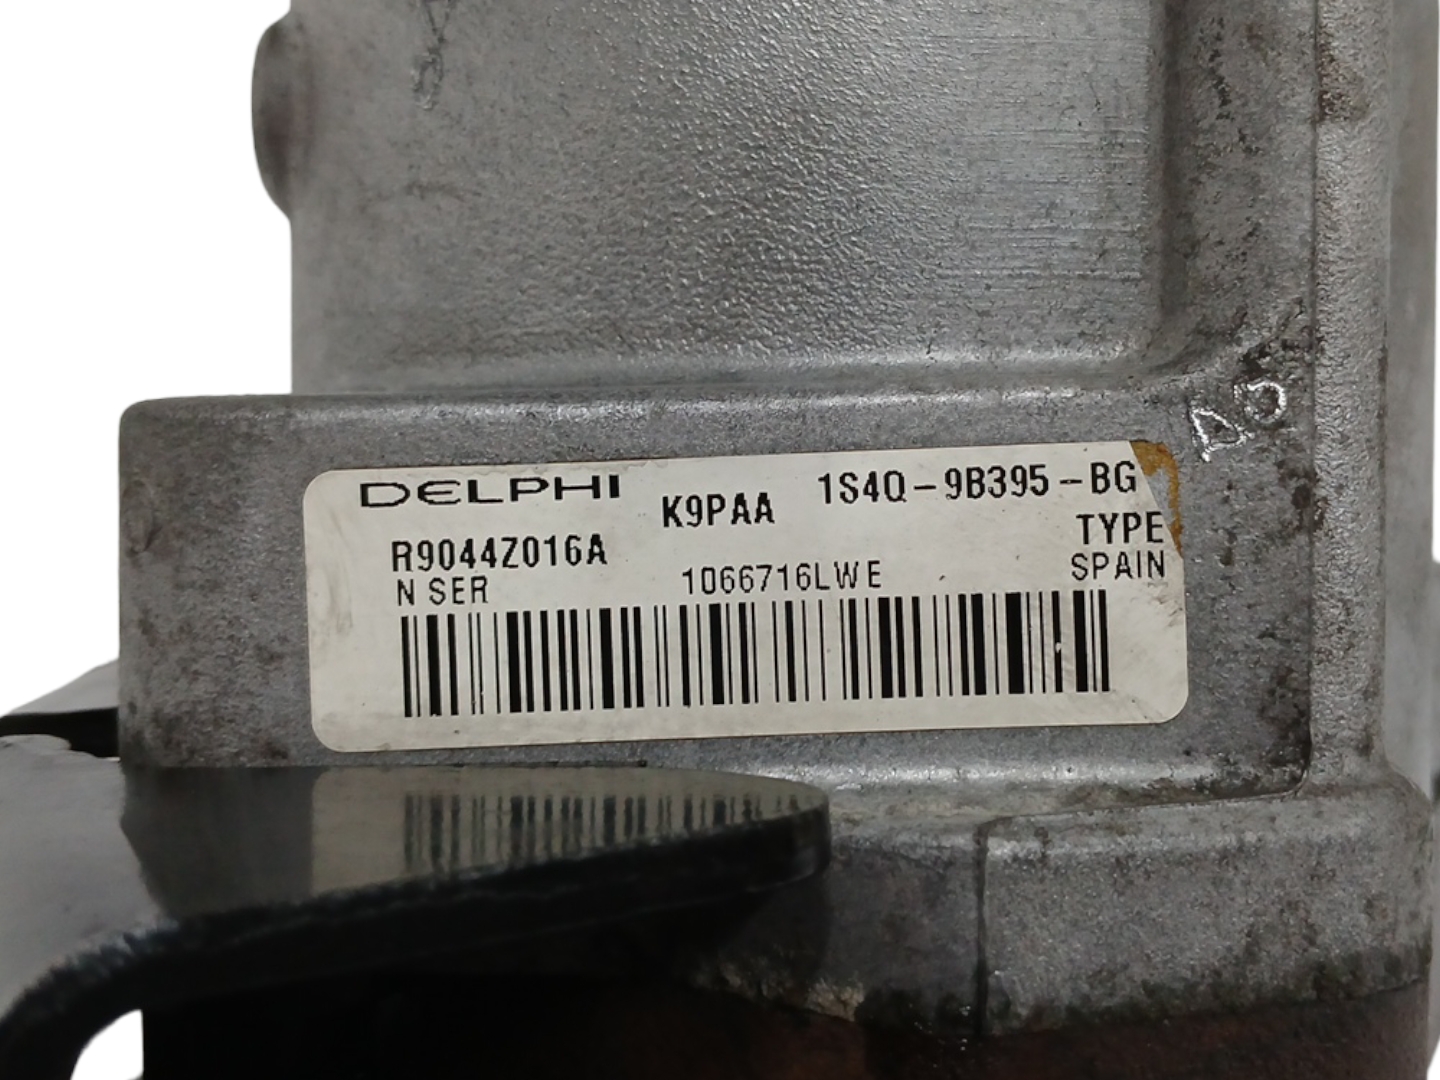 DELPHI K9PAA 1S4Q-9B395-BG
R9044Z016A TYPE
N SER 1066716LWE SPAIN